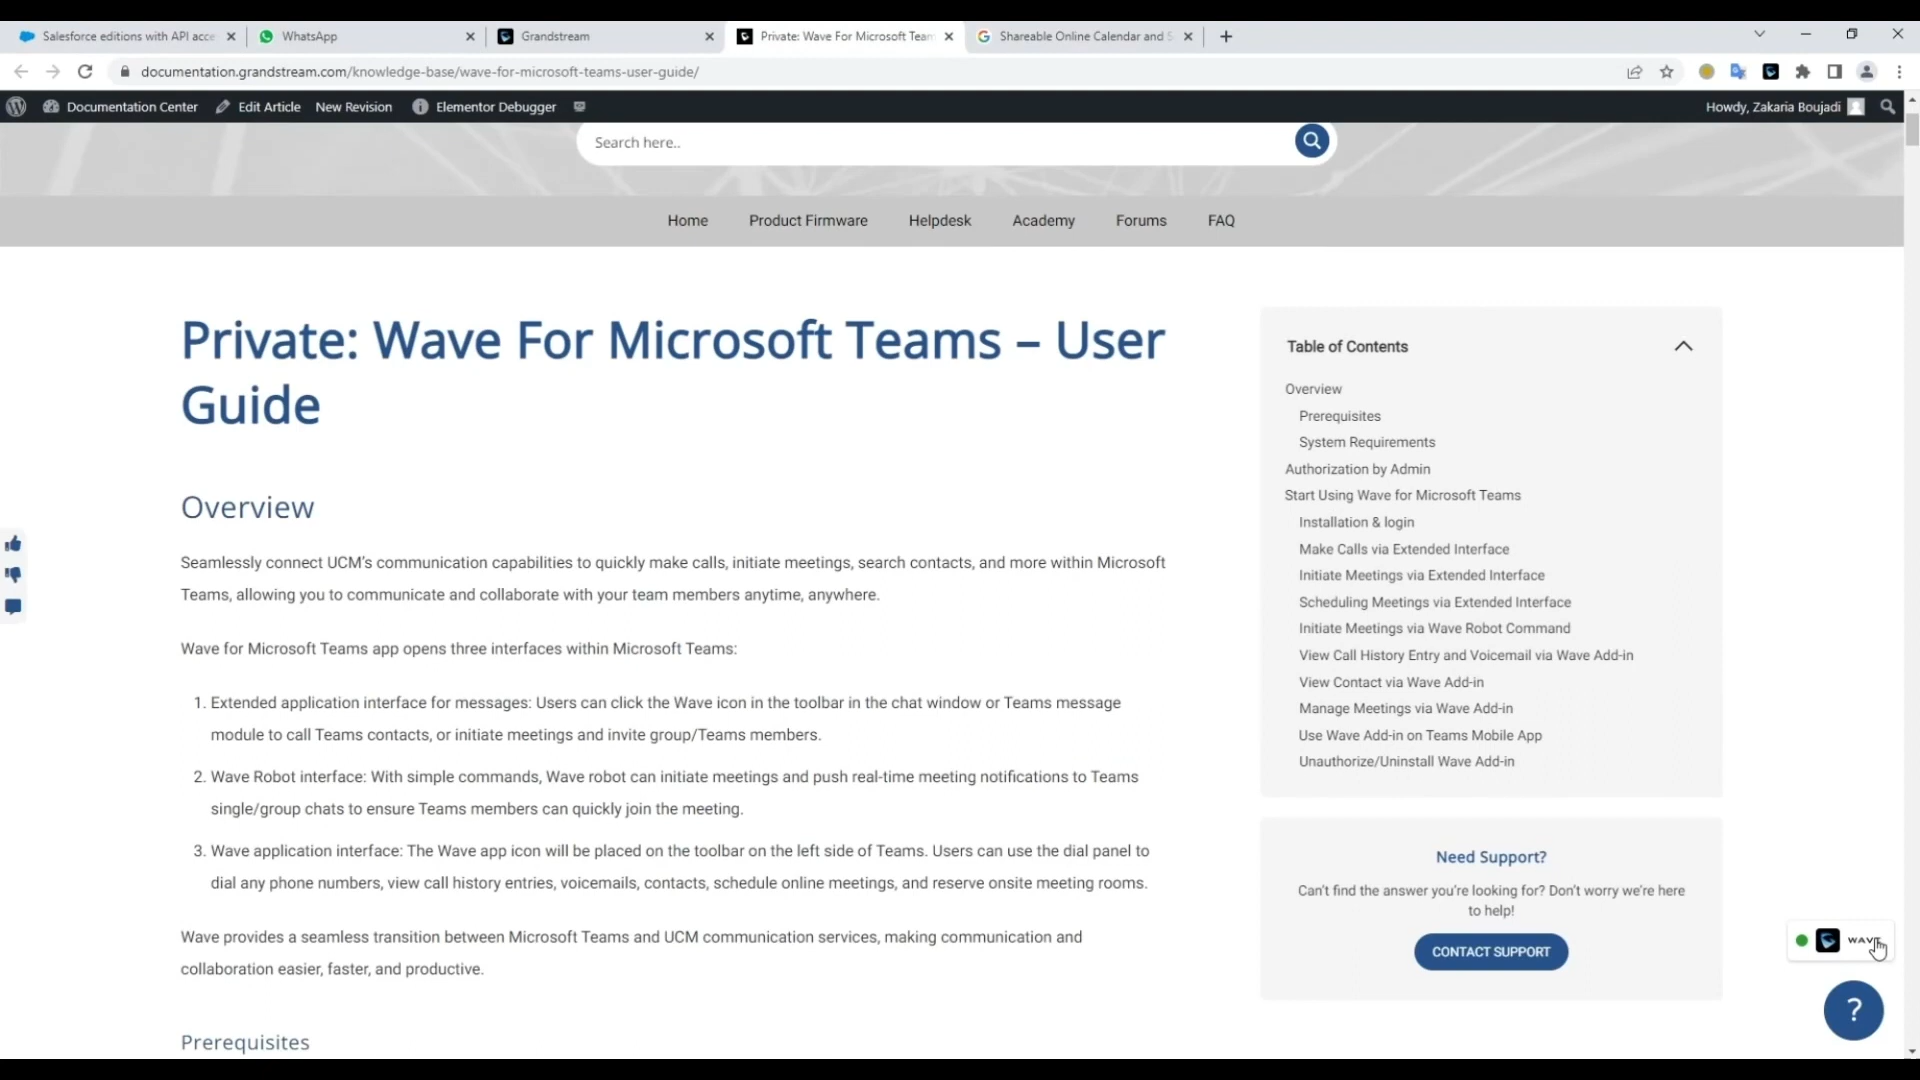 Salesforce editions with API acce
WhatsApp
Grandstream
Private: Wave For Microsoft Team
Shareable Online Calendar and S
documentation.grandstream.com/knowledge-base/wave-for-microsoft-teams-user-guide/
Documentation Center
Edit Article
New Revision
Elementor Debugger
Howdy, Zakaria Boujadi
Search here..
Home
Product Firmware
Helpdesk
Academy
Forums
FAQ
Private: Wave For Microsoft Teams – User
Guide
Overview
Seamlessly connect UCM's communication capabilities to quickly make calls, initiate meetings, search contacts, and more within Microsoft
Teams, allowing you to communicate and collaborate with your team members anytime, anywhere.
Wave for Microsoft Teams app opens three interfaces within Microsoft Teams:
1. Extended application interface for messages: Users can click the Wave icon in the toolbar in the chat window or Teams message
module to call Teams contacts, or initiate meetings and invite group/Teams members.
2. Wave Robot interface: With simple commands, Wave robot can initiate meetings and push real-time meeting notifications to Teams
single/group chats to ensure Teams members can quickly join the meeting.
3. Wave application interface: The Wave app icon will be placed on the toolbar on the left side of Teams. Users can use the dial panel to
dial any phone numbers, view call history entries, voicemails, contacts, schedule online meetings, and reserve onsite meeting rooms.
Wave provides a seamless transition between Microsoft Teams and UCM communication services, making communication and
collaboration easier, faster, and productive.
Prerequisites
Table of Contents
Overview
Prerequisites
System Requirements
Authorization by Admin
Start Using Wave for Microsoft Teams
Installation & login
Make Calls via Extended Interface
Initiate Meetings via Extended Interface
Scheduling Meetings via Extended Interface
Initiate Meetings via Wave Robot Command
View Call History Entry and Voicemail via Wave Add-in
View Contact via Wave Add-in
Manage Meetings via Wave Add-in
Use Wave Add-in on Teams Mobile App
Unauthorize/Uninstall Wave Add-in
Need Support?
Can't find the answer you're looking for? Don't worry we're here
to help!
CONTACT SUPPORT
WAVE
?